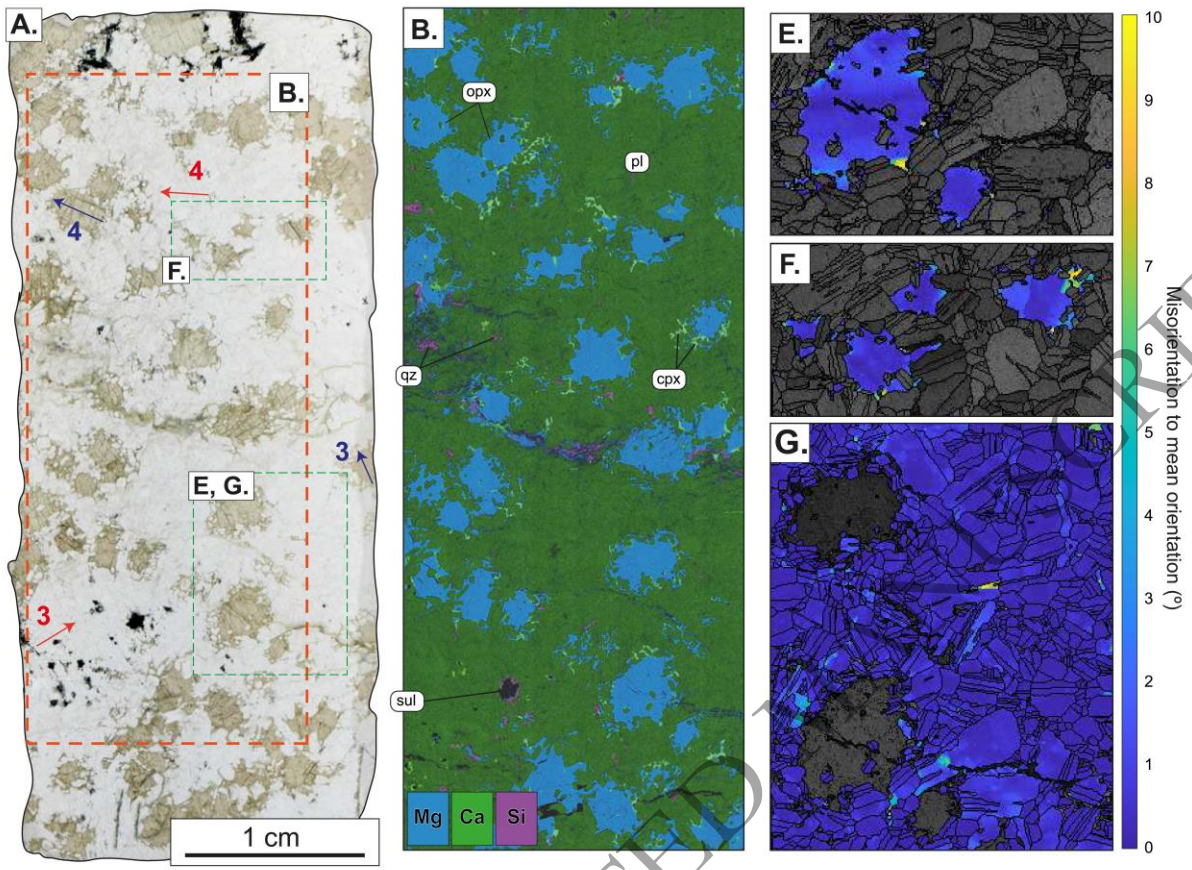 A.
B.
4
4
F.
E, G.
3
3
1 cm
B.
opx
pl
qz
cpx
sul
Mg Ca Si
E.
F.
G.
10
9
8
7
6
5
4
3
2
1
0
Misorientation to mean orientation (º)